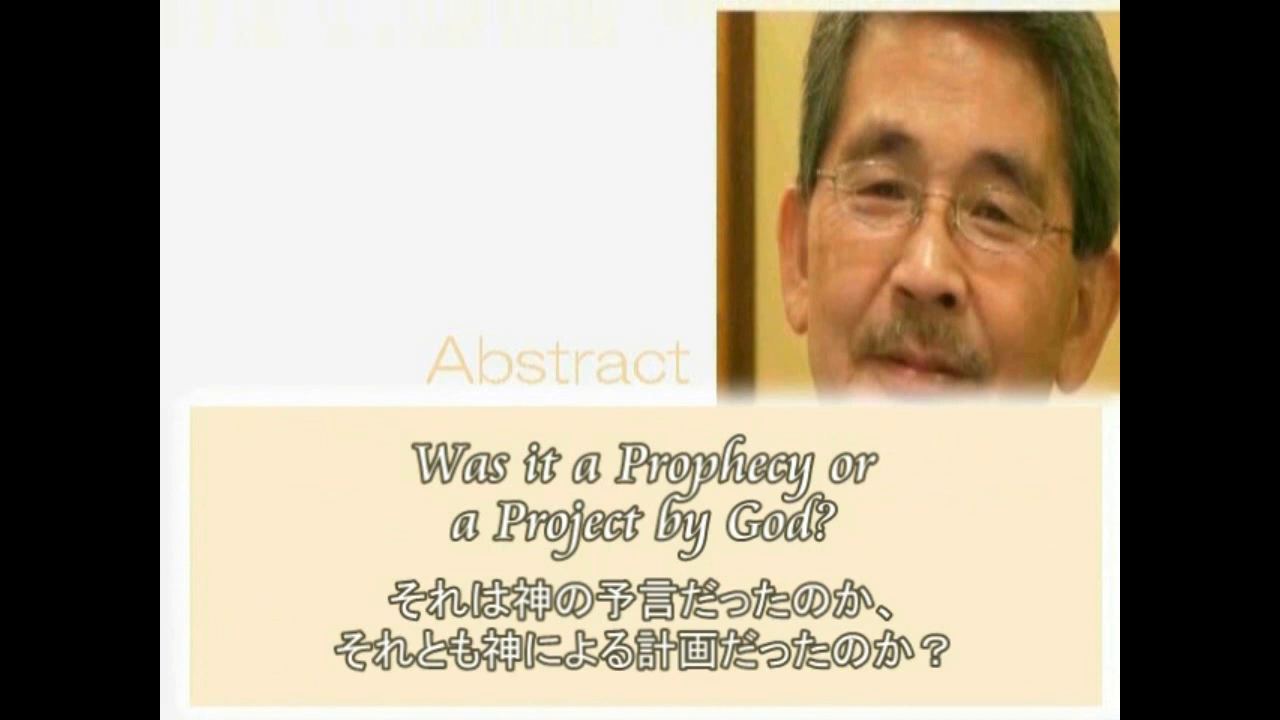 Abstract
Was it a Prophecy or
a Project by God?
それは神の予言だったのか、
それとも神による計画だったのか？